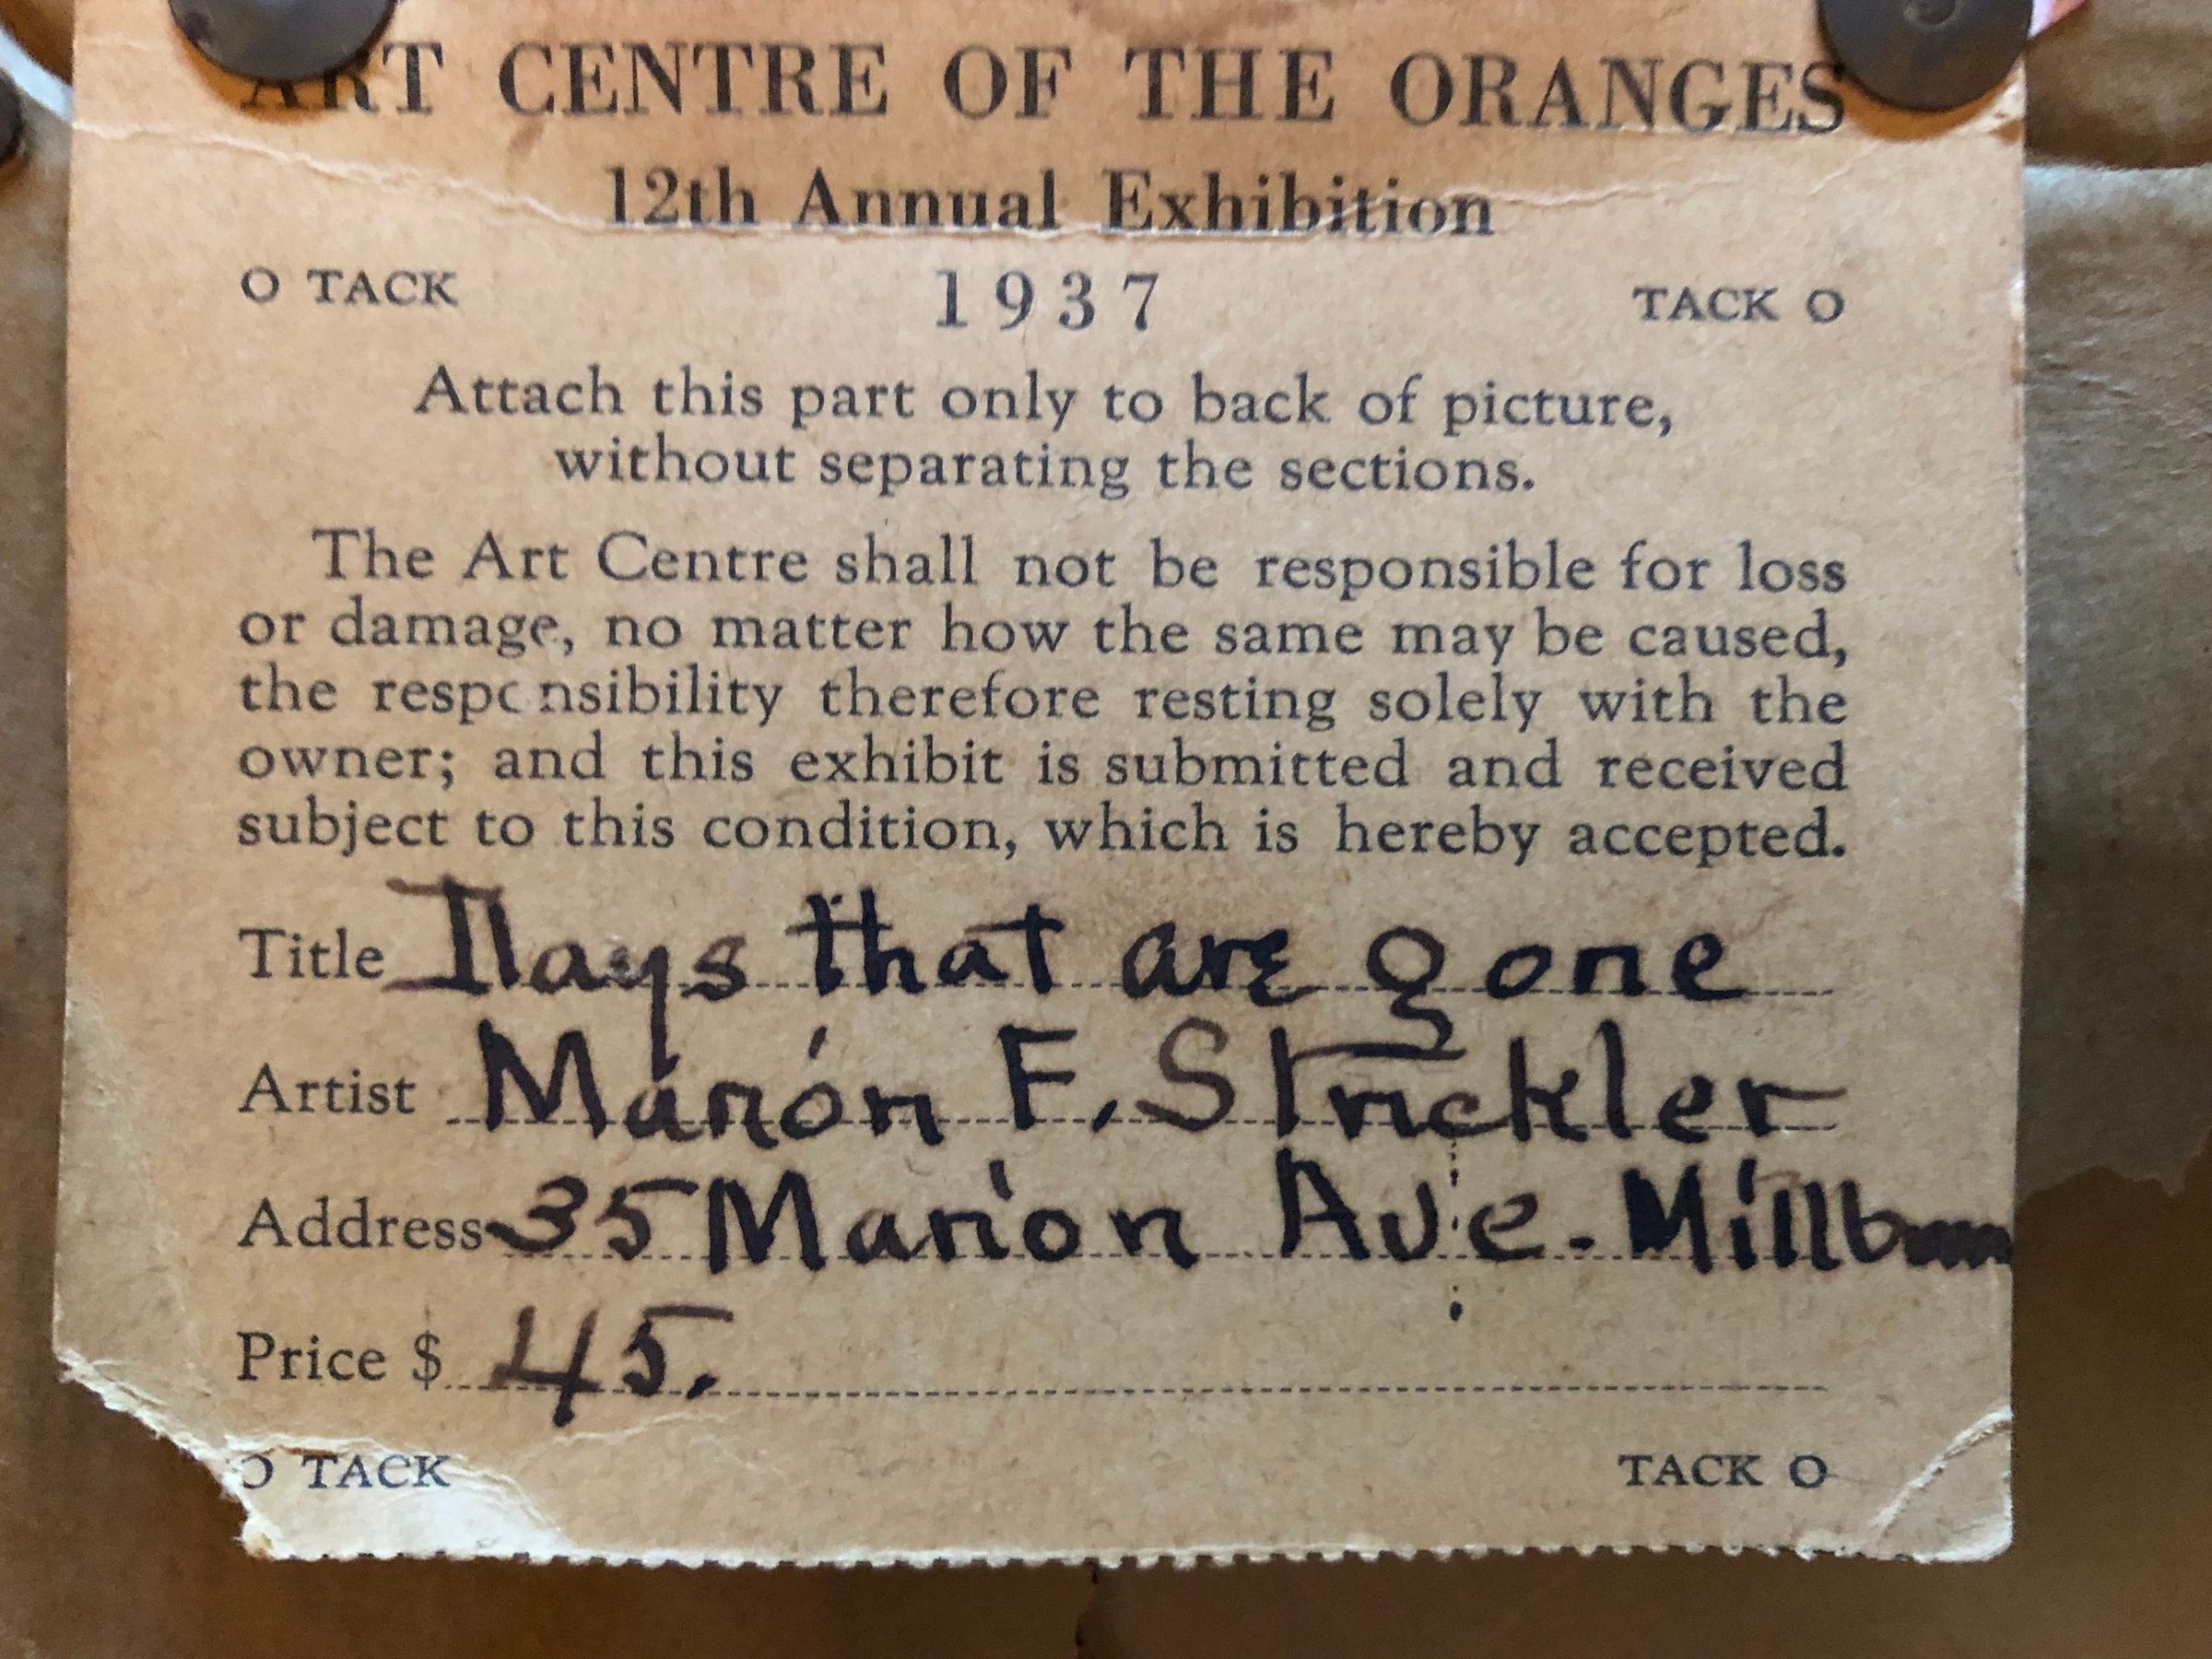 ART CENTRE OF THE ORANGES
12th Annual Exhibition
O TACK 1937 TACK O
Attach this part only to back of picture,
without separating the sections.
The Art Centre shall not be responsible for loss
or damage, no matter how the same may be caused,
the responsibility therefore resting solely with the
owner; and this exhibit is submitted and received
subject to this condition, which is hereby accepted.
Title Days that are gone
Artist Marion F. Strickler
Address 35 Marion Ave. Millburn
Price $ 45.
O TACK TACK O